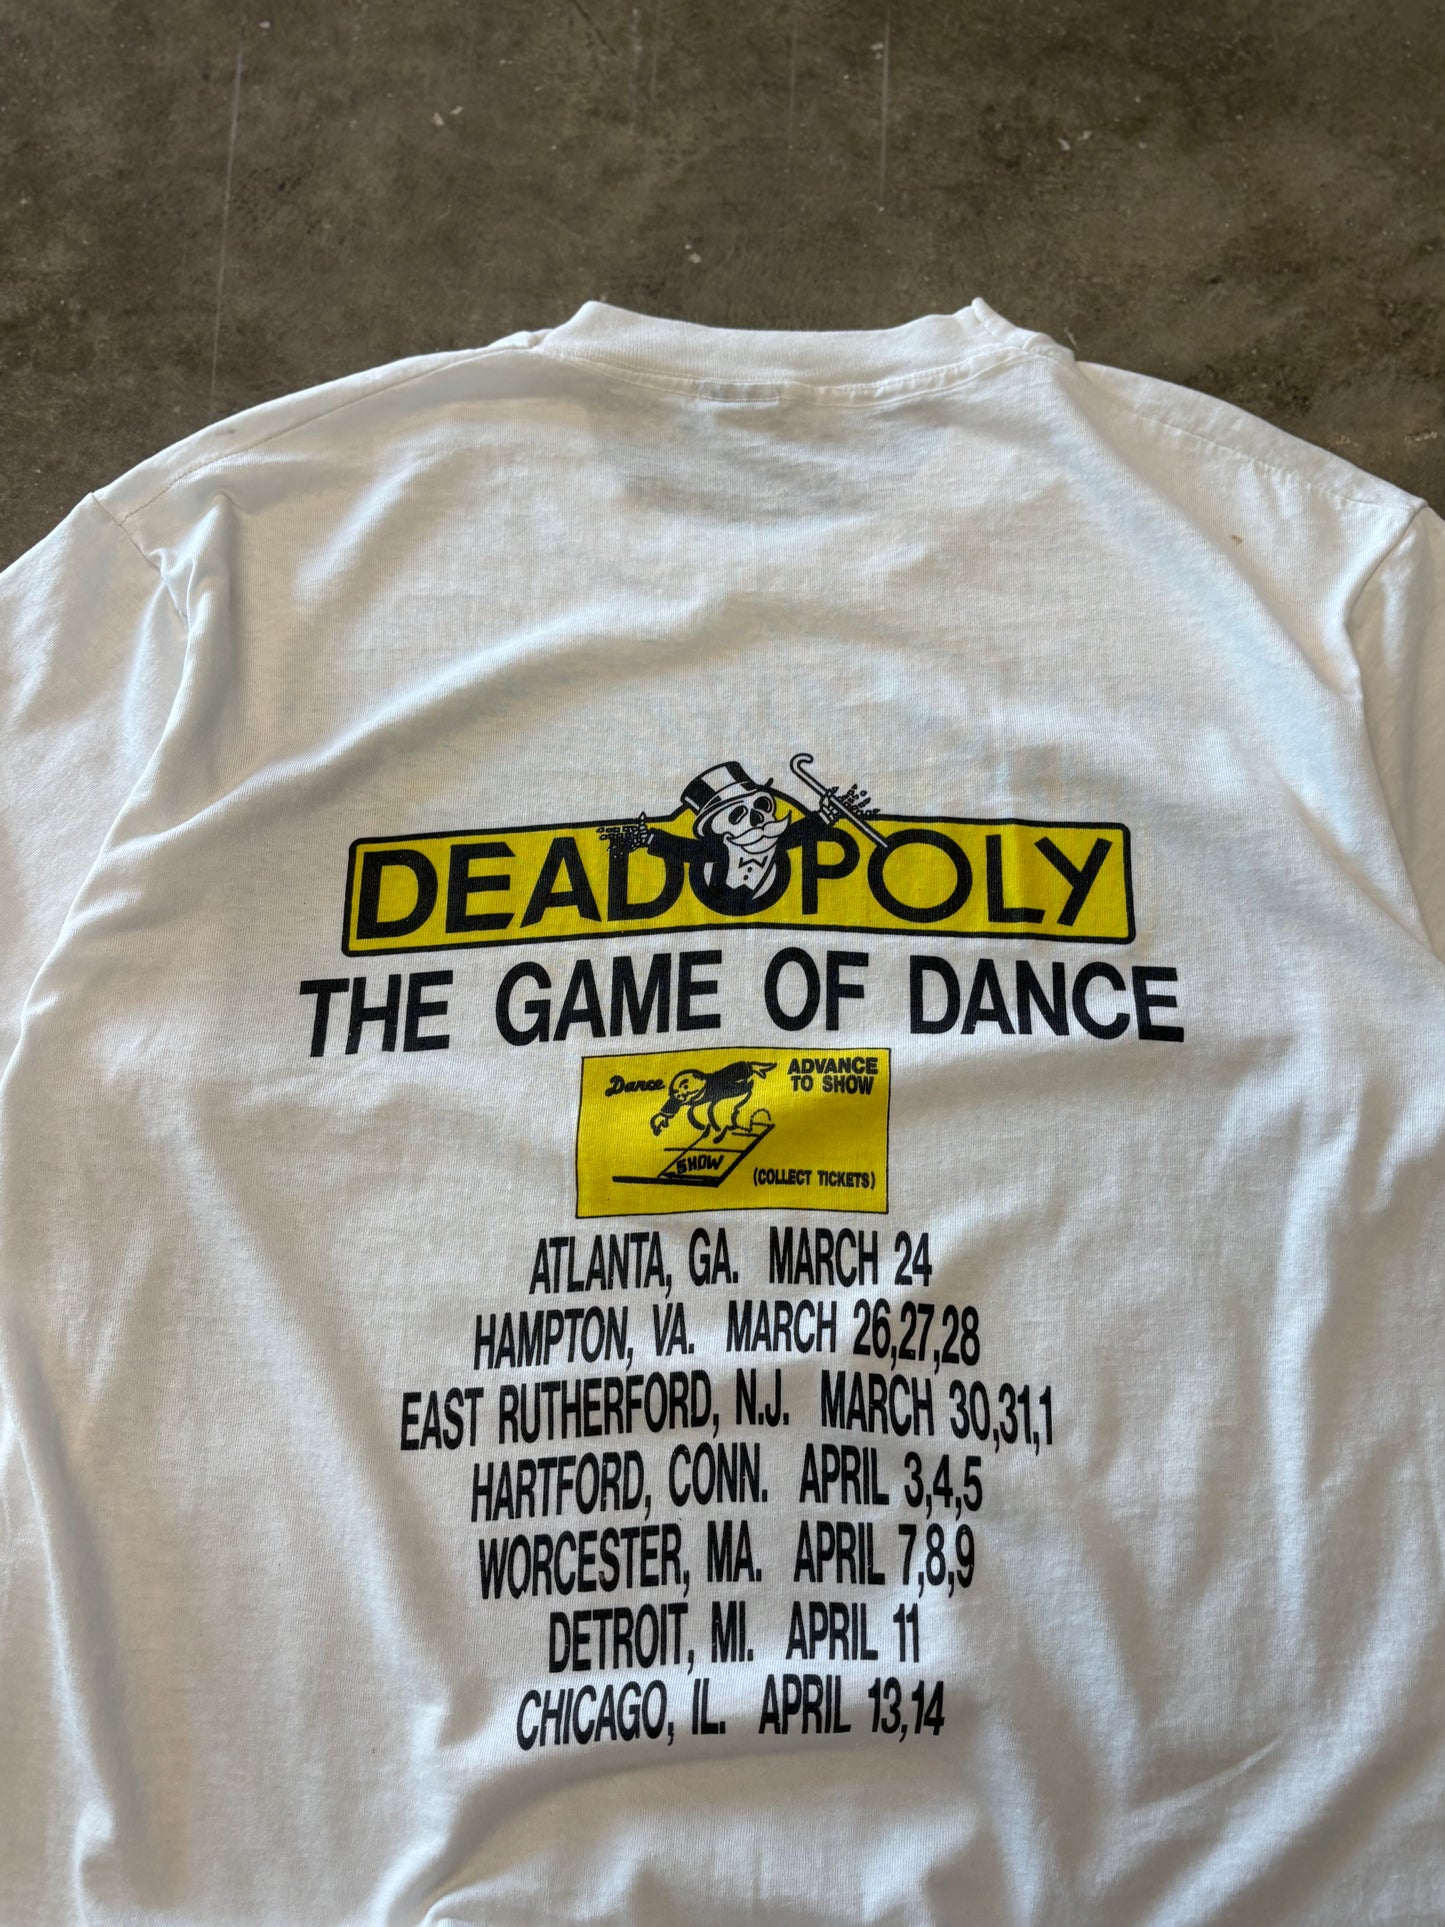 DEADOPOLY
THE GAME OF DANCE
Dance
ADVANCE
TO SHOW
SHOW
(COLLECT TICKETS)
ATLANTA, GA. MARCH 24
HAMPTON, VA. MARCH 26,27,28
EAST RUTHERFORD, N.J. MARCH 30,31,1
HARTFORD, CONN. APRIL 3,4,5
WORCESTER, MA. APRIL 7,8,9
DETROIT, MI. APRIL 11
CHICAGO, IL. APRIL 13,14